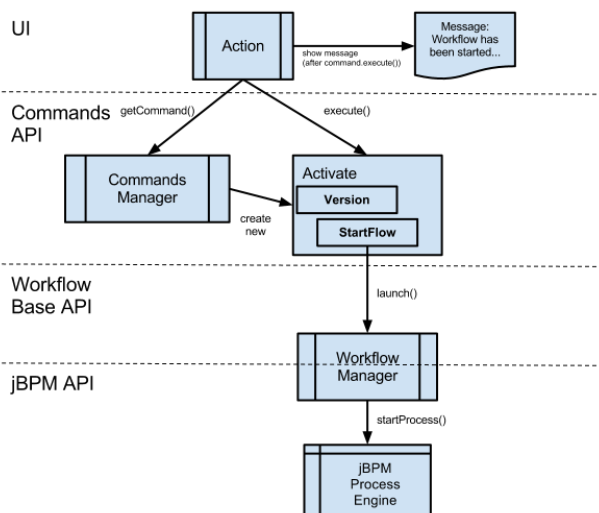 UI
Action
show message
(after command.execute())
Message:
Workflow has
been started...
Commands
API
getCommand()
execute()
Commands
Manager
create
new
Activate
Version
StartFlow
Workflow
Base API
launch()
Workflow
Manager
jBPM API
startProcess()
jBPM
Process
Engine